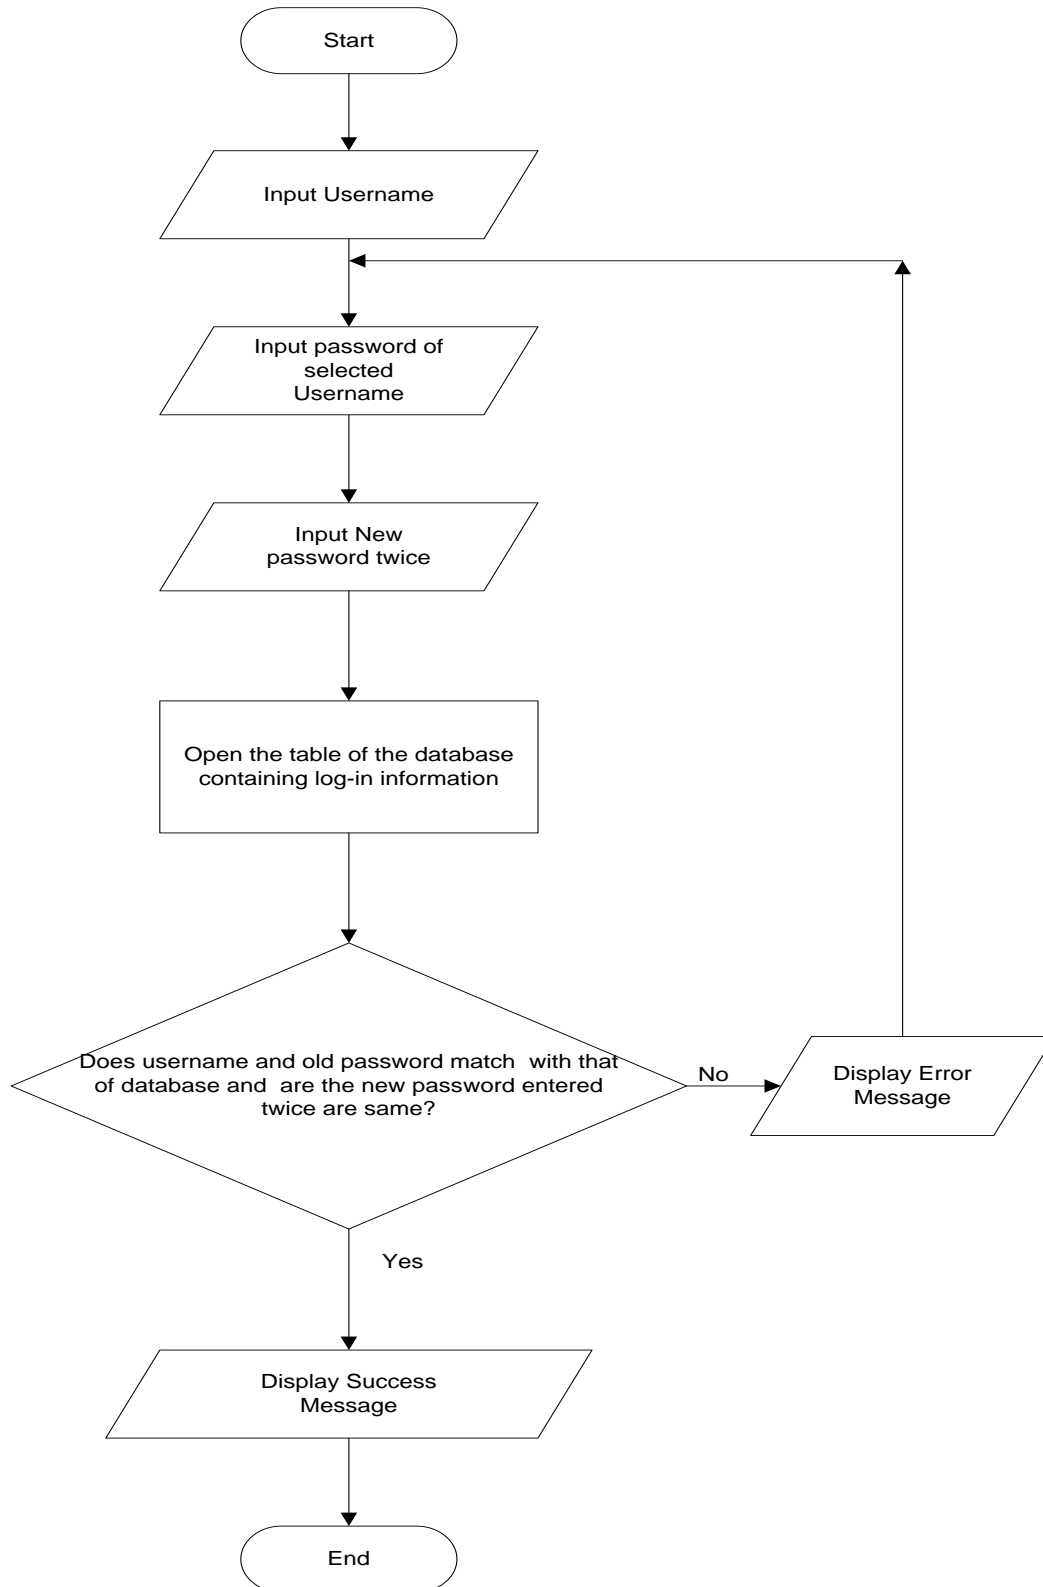 Start
Input Username
Input password of
selected
Username
Input New
password twice
Open the table of the database
containing log-in information
Does username and old password match  with that
of database and  are the new password entered
twice are same?
No
Display Error
Message
Yes
Display Success
Message
End